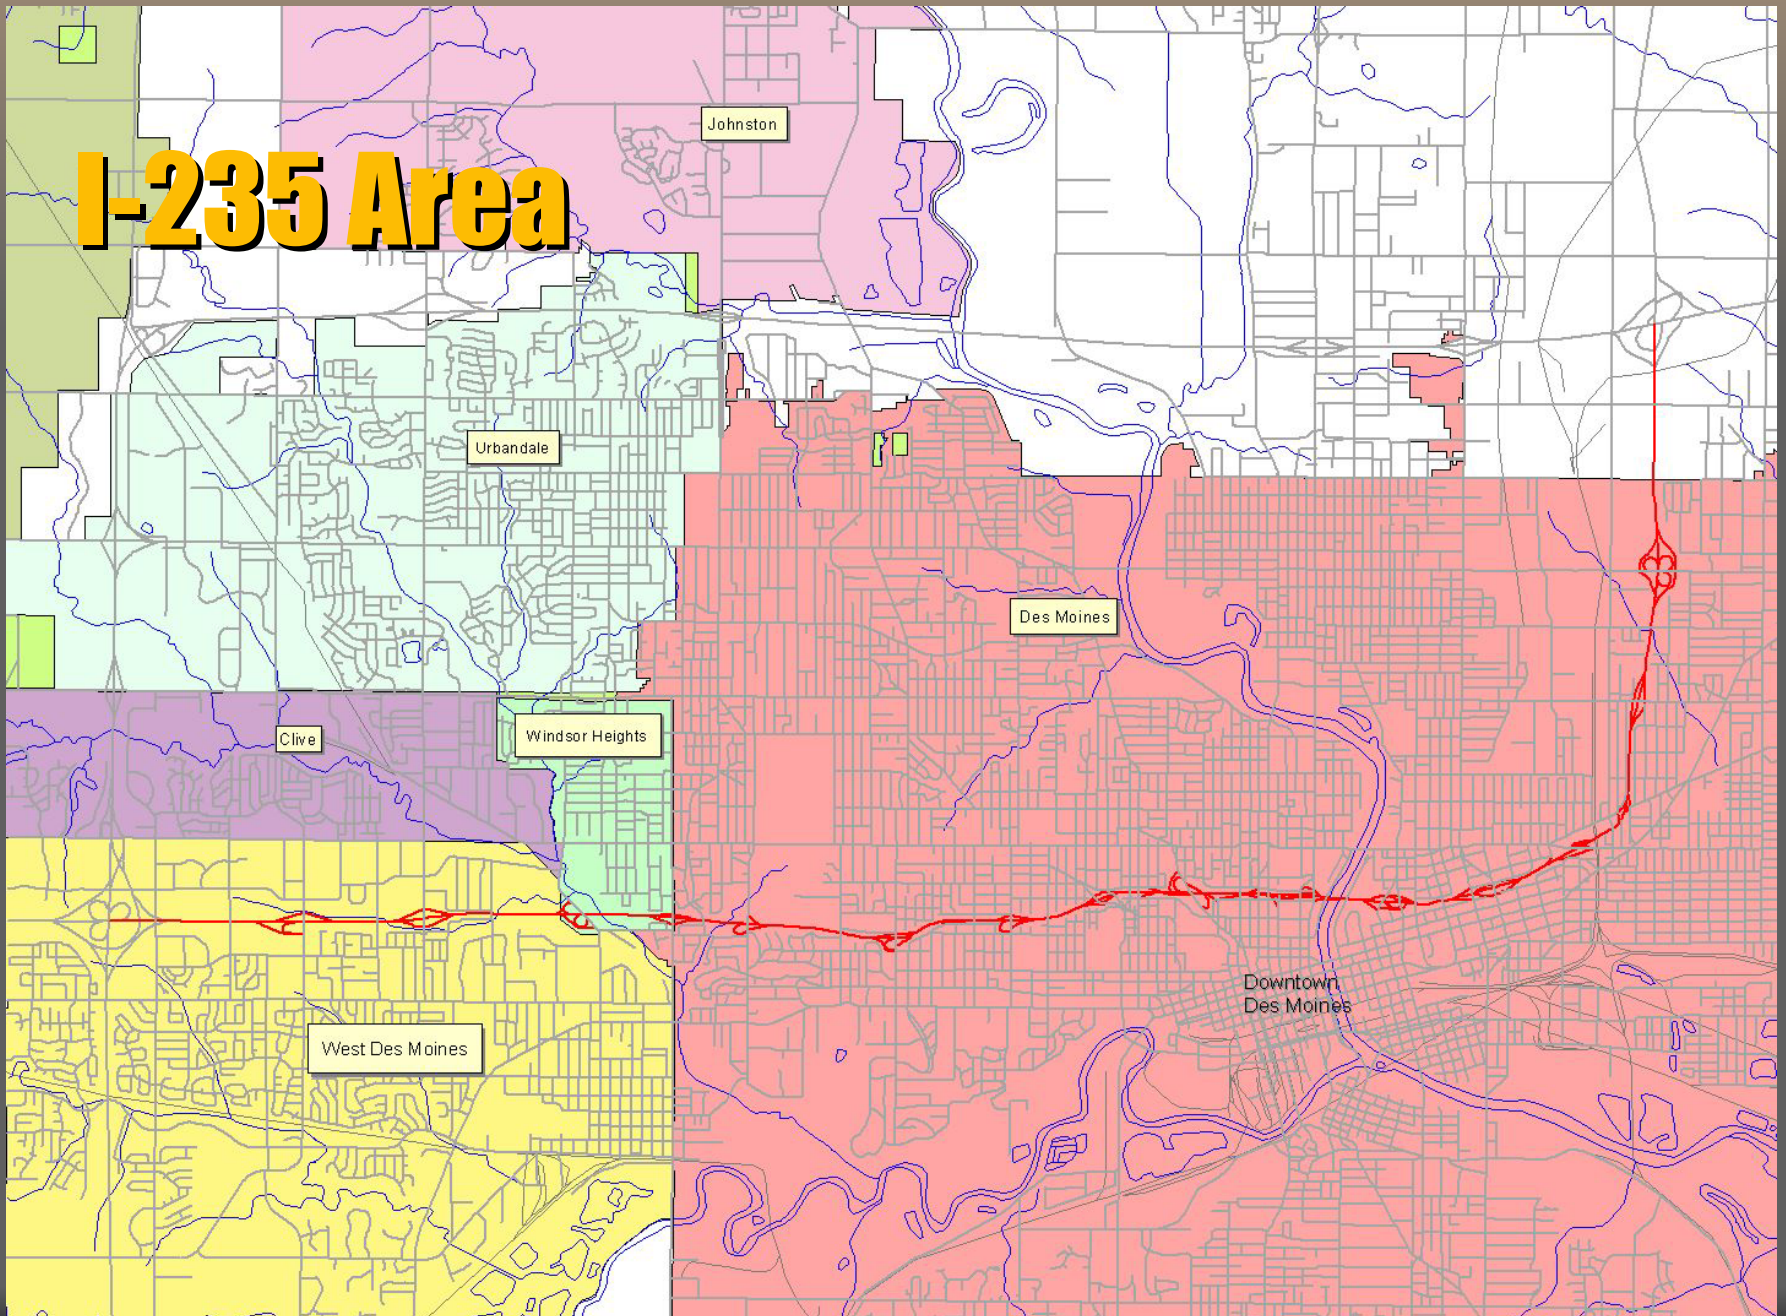 Johnston
I-235 Area
Urbandale
Des Moines
Windsor Heights
Clive
Downtown
Des Moines
West Des Moines